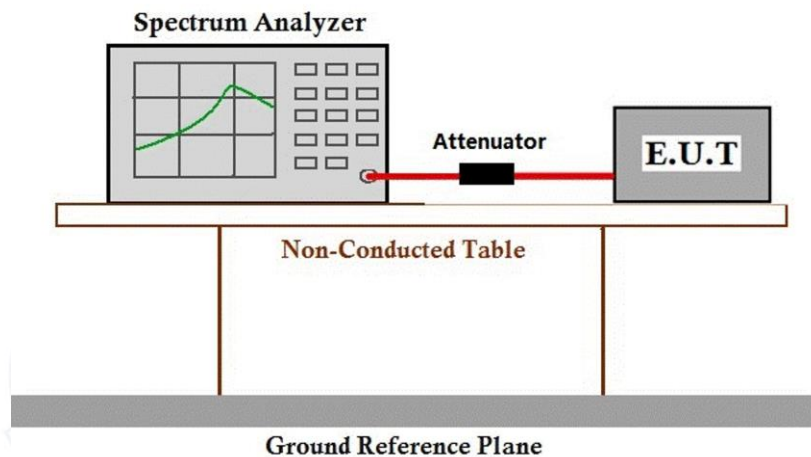 Spectrum Analyzer
Attenuator
E.U.T
Non-Conducted Table
Ground Reference Plane